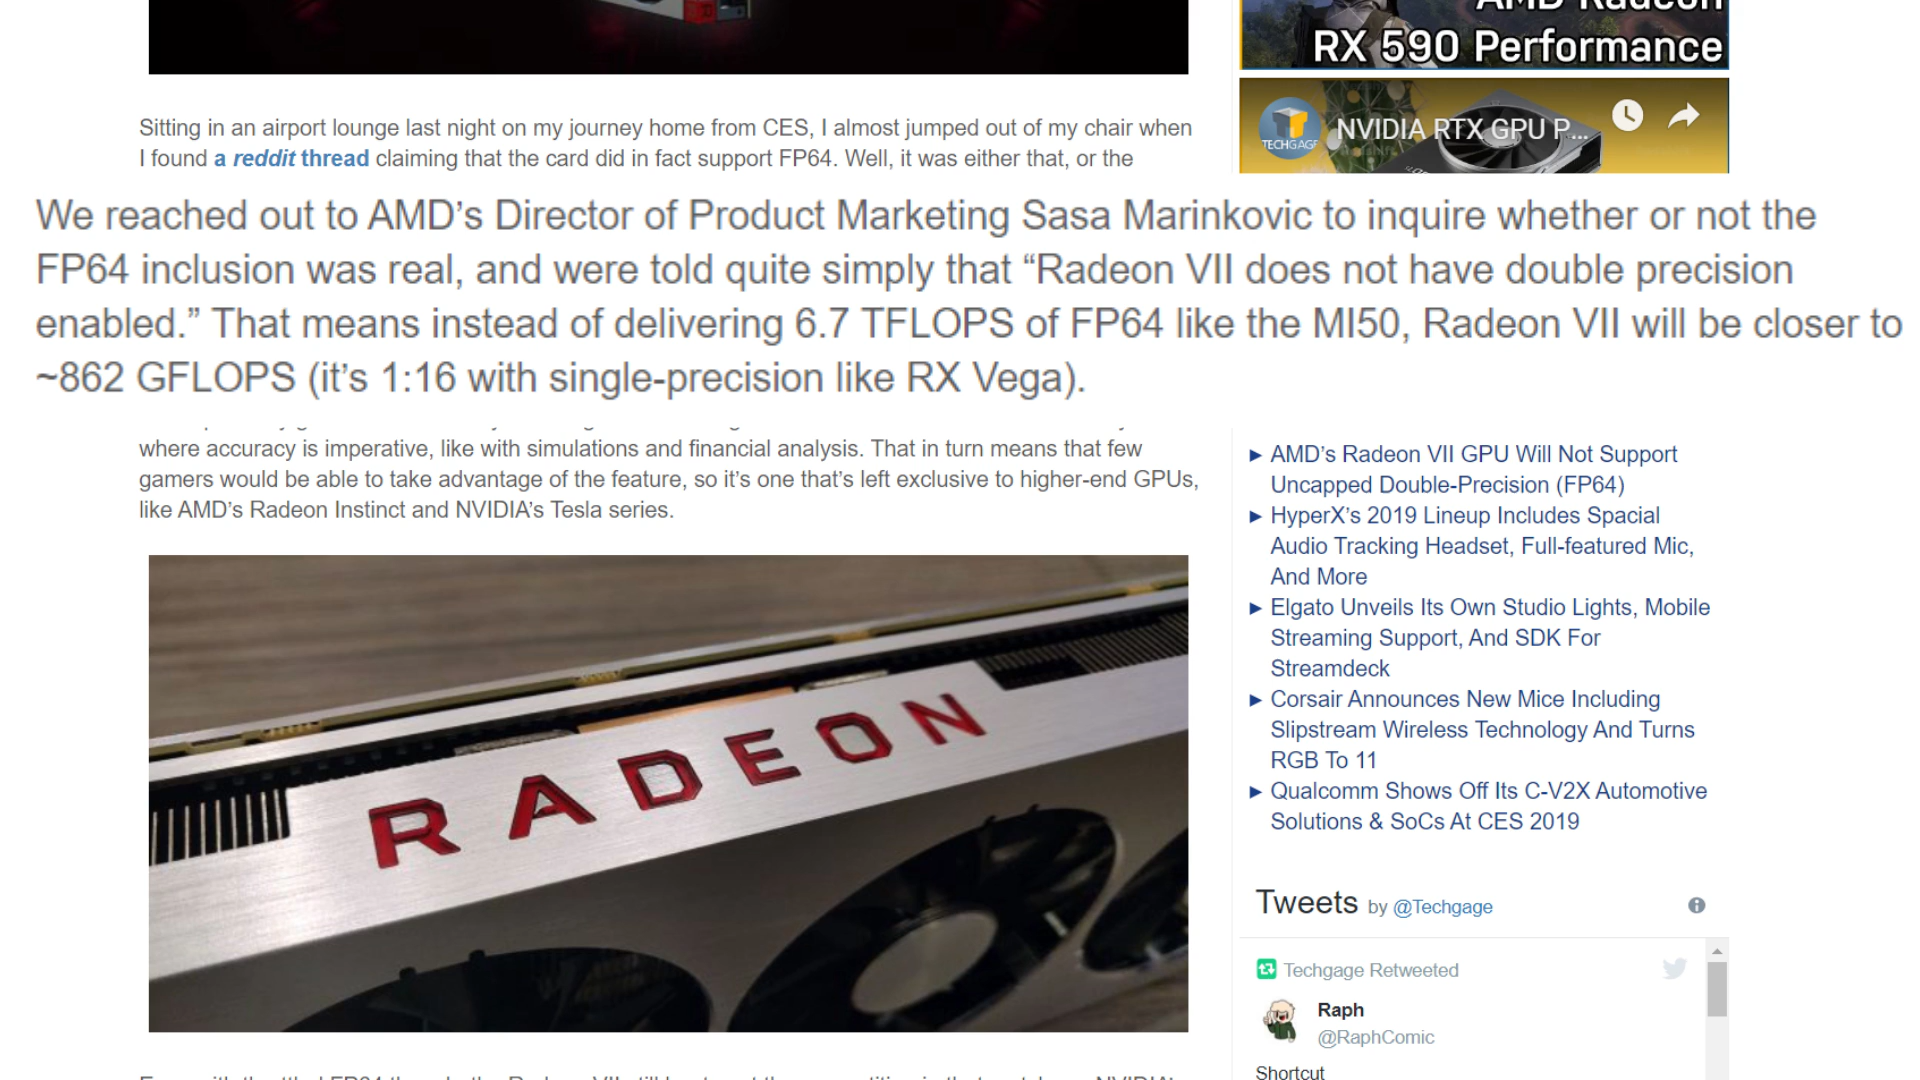 AMD Radeon
RX 590 Performance
NVIDIA RTX GPU P...
TECHGAGE
Sitting in an airport lounge last night on my journey home from CES, I almost jumped out of my chair when
I found a reddit thread claiming that the card did in fact support FP64. Well, it was either that, or the
We reached out to AMD’s Director of Product Marketing Sasa Marinkovic to inquire whether or not the
FP64 inclusion was real, and were told quite simply that “Radeon VII does not have double precision
enabled.” That means instead of delivering 6.7 TFLOPS of FP64 like the MI50, Radeon VII will be closer to
~862 GFLOPS (it’s 1:16 with single-precision like RX Vega).
where accuracy is imperative, like with simulations and financial analysis. That in turn means that few
gamers would be able to take advantage of the feature, so it’s one that’s left exclusive to higher-end GPUs,
like AMD’s Radeon Instinct and NVIDIA’s Tesla series.
RADEON
► AMD’s Radeon VII GPU Will Not Support
Uncapped Double-Precision (FP64)
► HyperX’s 2019 Lineup Includes Spacial
Audio Tracking Headset, Full-featured Mic,
And More
► Elgato Unveils Its Own Studio Lights, Mobile
Streaming Support, And SDK For
Streamdeck
► Corsair Announces New Mice Including
Slipstream Wireless Technology And Turns
RGB To 11
► Qualcomm Shows Off Its C-V2X Automotive
Solutions & SoCs At CES 2019
Tweets by @Techgage
Techgage Retweeted
Raph
@RaphComic
Shortcut